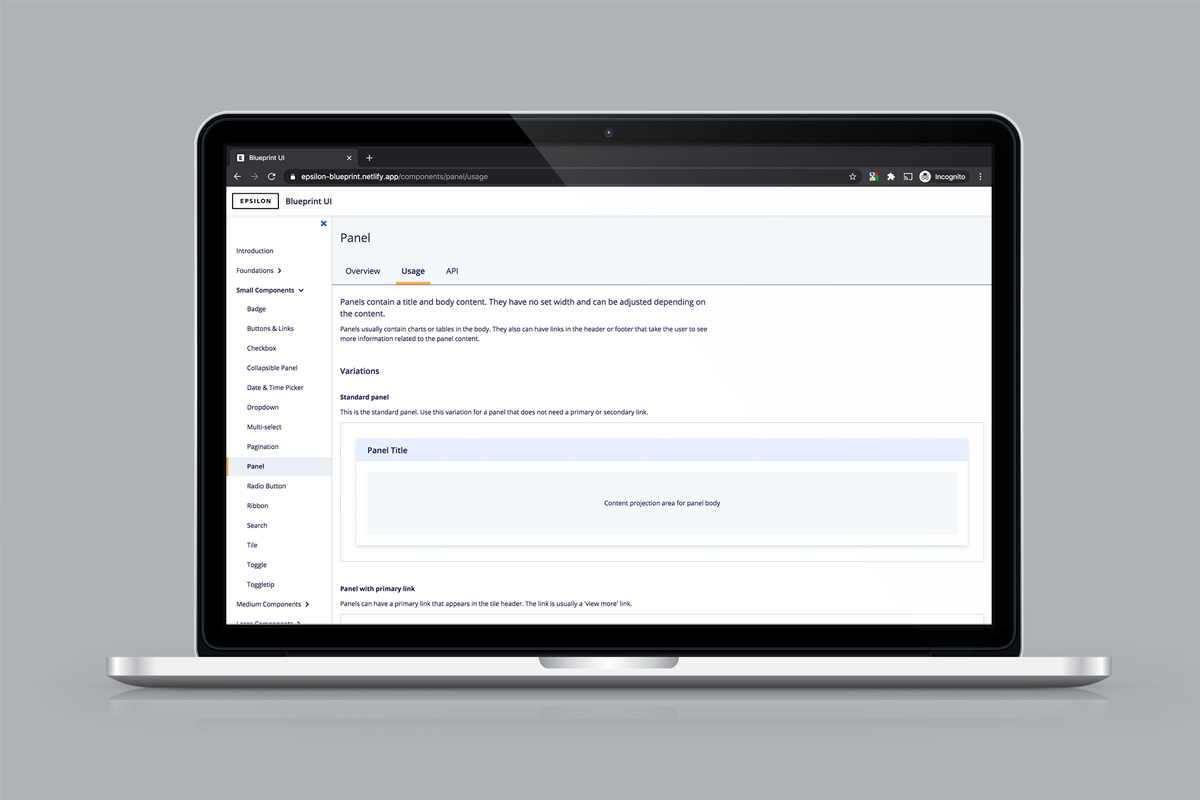 Blueprint UI
epsilon-blueprint.netlify.app/components/panel/usage
Incognito
EPSILON
Blueprint UI
Introduction
Foundations
Small Components
Badge
Buttons & Links
Checkbox
Collapsible Panel
Date & Time Picker
Dropdown
Multi-select
Pagination
Panel
Radio Button
Ribbon
Search
Tile
Toggle
Toggletip
Medium Components
Large Components
Panel
Overview
Usage
API
Panels contain a title and body content. They have no set width and can be adjusted depending on
the content.
Panels usually contain charts or tables in the body. They also can have links in the header or footer that take the user to see
more information related to the panel content.
Variations
Standard panel
This is the standard panel. Use this variation for a panel that does not need a primary or secondary link.
Panel Title
Content projection area for panel body
Panel with primary link
Panels can have a primary link that appears in the tile header. The link is usually a 'view more' link.